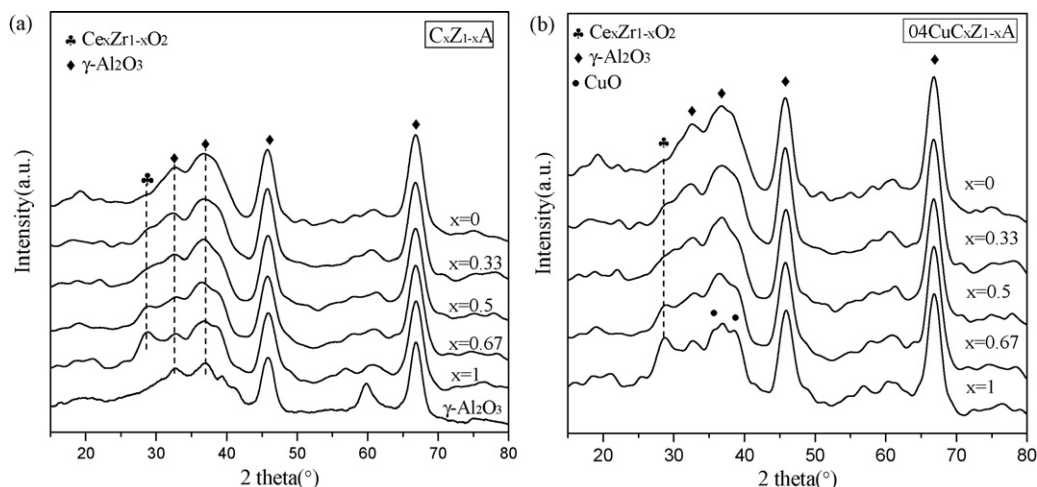 (a)
CxZ1-xA
♣ CexZr1-xO2
♦ γ-Al2O3
Intensity(a.u.)
x=0
x=0.33
x=0.5
x=0.67
x=1
γ-Al2O3
20 30 40 50 60 70 80
2 theta(°)
(b)
04CuCxZ1-xA
♣ CexZr1-xO2
♦ γ-Al2O3
● CuO
Intensity(a.u.)
x=0
x=0.33
x=0.5
x=0.67
x=1
20 30 40 50 60 70 80
2 theta(°)